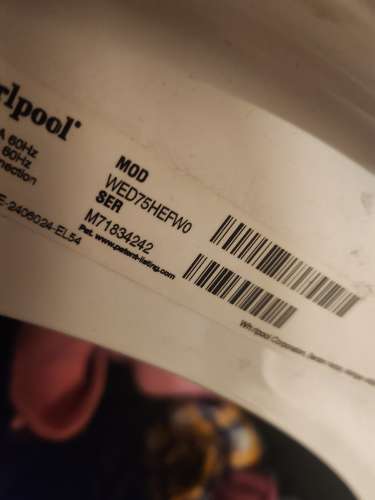 rlpool
A 60Hz
60Hz
nection
E-2406024-EL54
MOD
WED75HEFW0
SER
M71834242
Pat. www.patent-listing.com
Whirlpool Corporation,